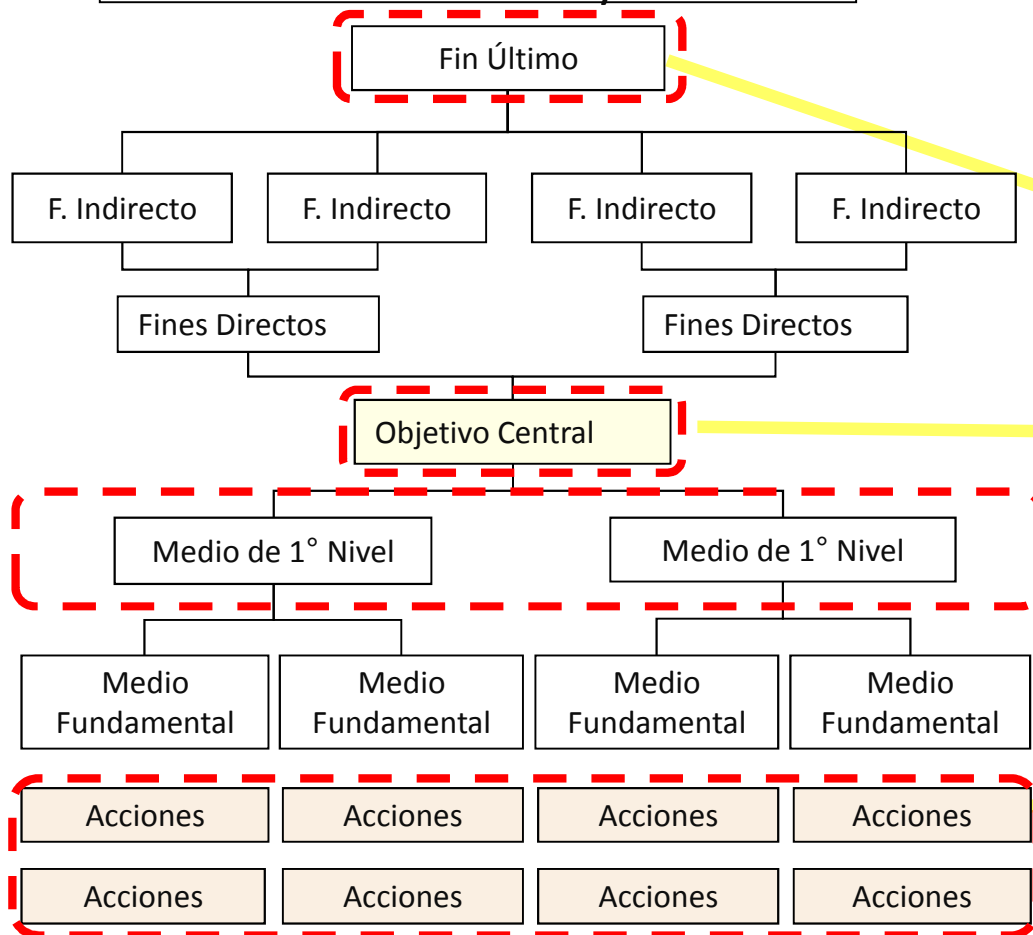 Fin Último
F. Indirecto
F. Indirecto
F. Indirecto
F. Indirecto
Fines Directos
Fines Directos
Objetivo Central
Medio de 1° Nivel
Medio de 1° Nivel
Medio
Fundamental
Medio
Fundamental
Medio
Fundamental
Medio
Fundamental
Acciones
Acciones
Acciones
Acciones
Acciones
Acciones
Acciones
Acciones